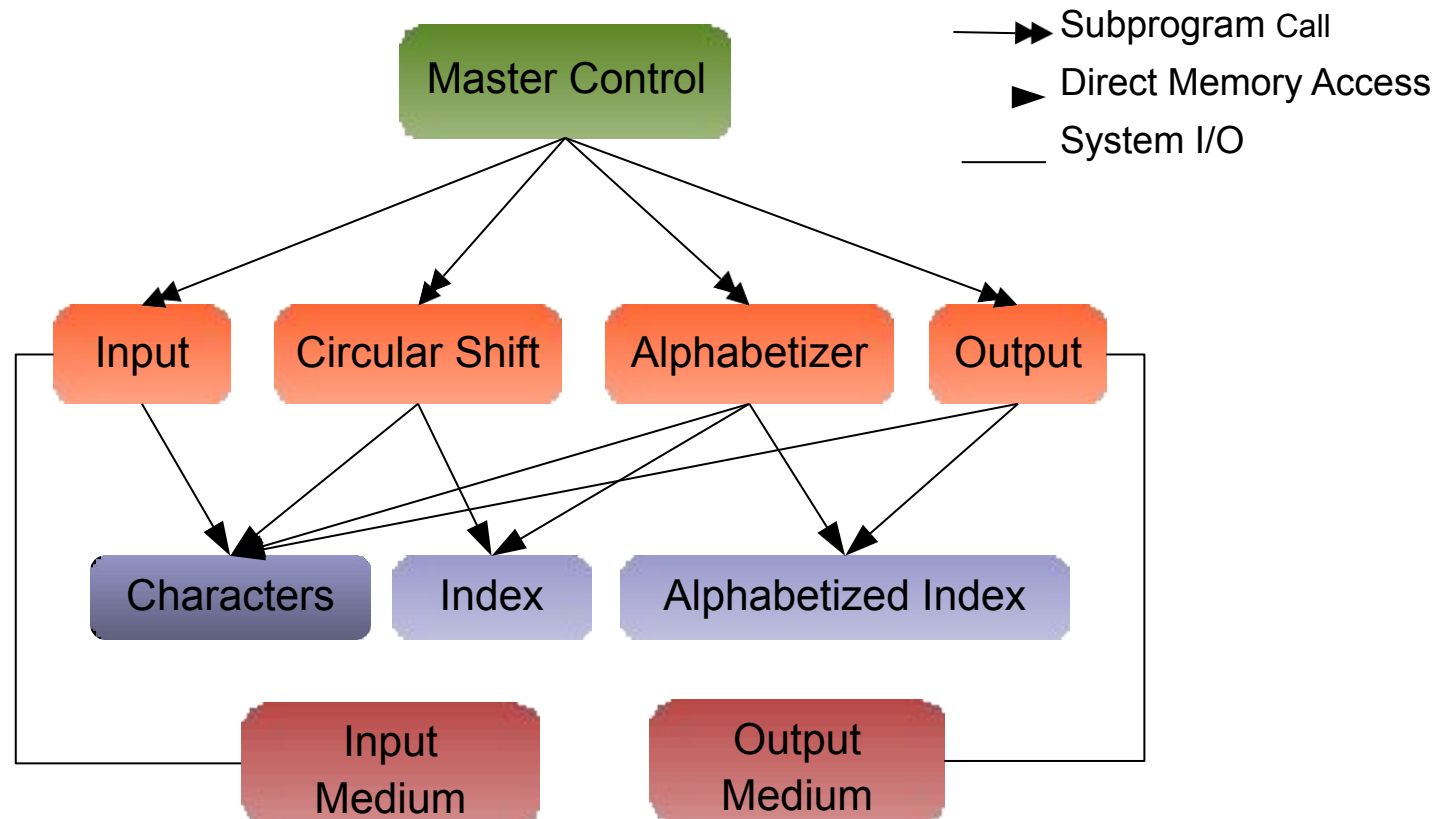 Subprogram Call
Master Control
Direct Memory Access
System I/O
Input
Circular Shift
Alphabetizer
Output
Characters
Index
Alphabetized Index
Input
Medium
Output
Medium